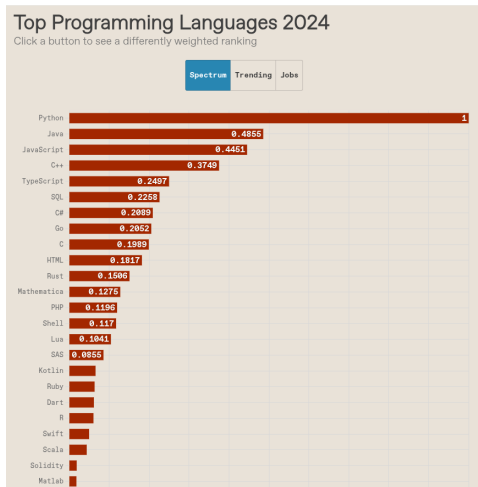 Top Programming Languages 2024
Click a button to see a differently weighted ranking
Spectrum Trending Jobs
Python 1
Java 0.4855
JavaScript 0.4451
C++ 0.3749
TypeScript 0.2497
SQL 0.2258
C# 0.2089
Go 0.2052
C 0.1989
HTML 0.1817
Rust 0.1506
Mathematica 0.1275
PHP 0.1196
Shell 0.117
Lua 0.1041
SAS 0.0855
Kotlin
Ruby
Dart
R
Swift
Scala
Solidity
Matlab